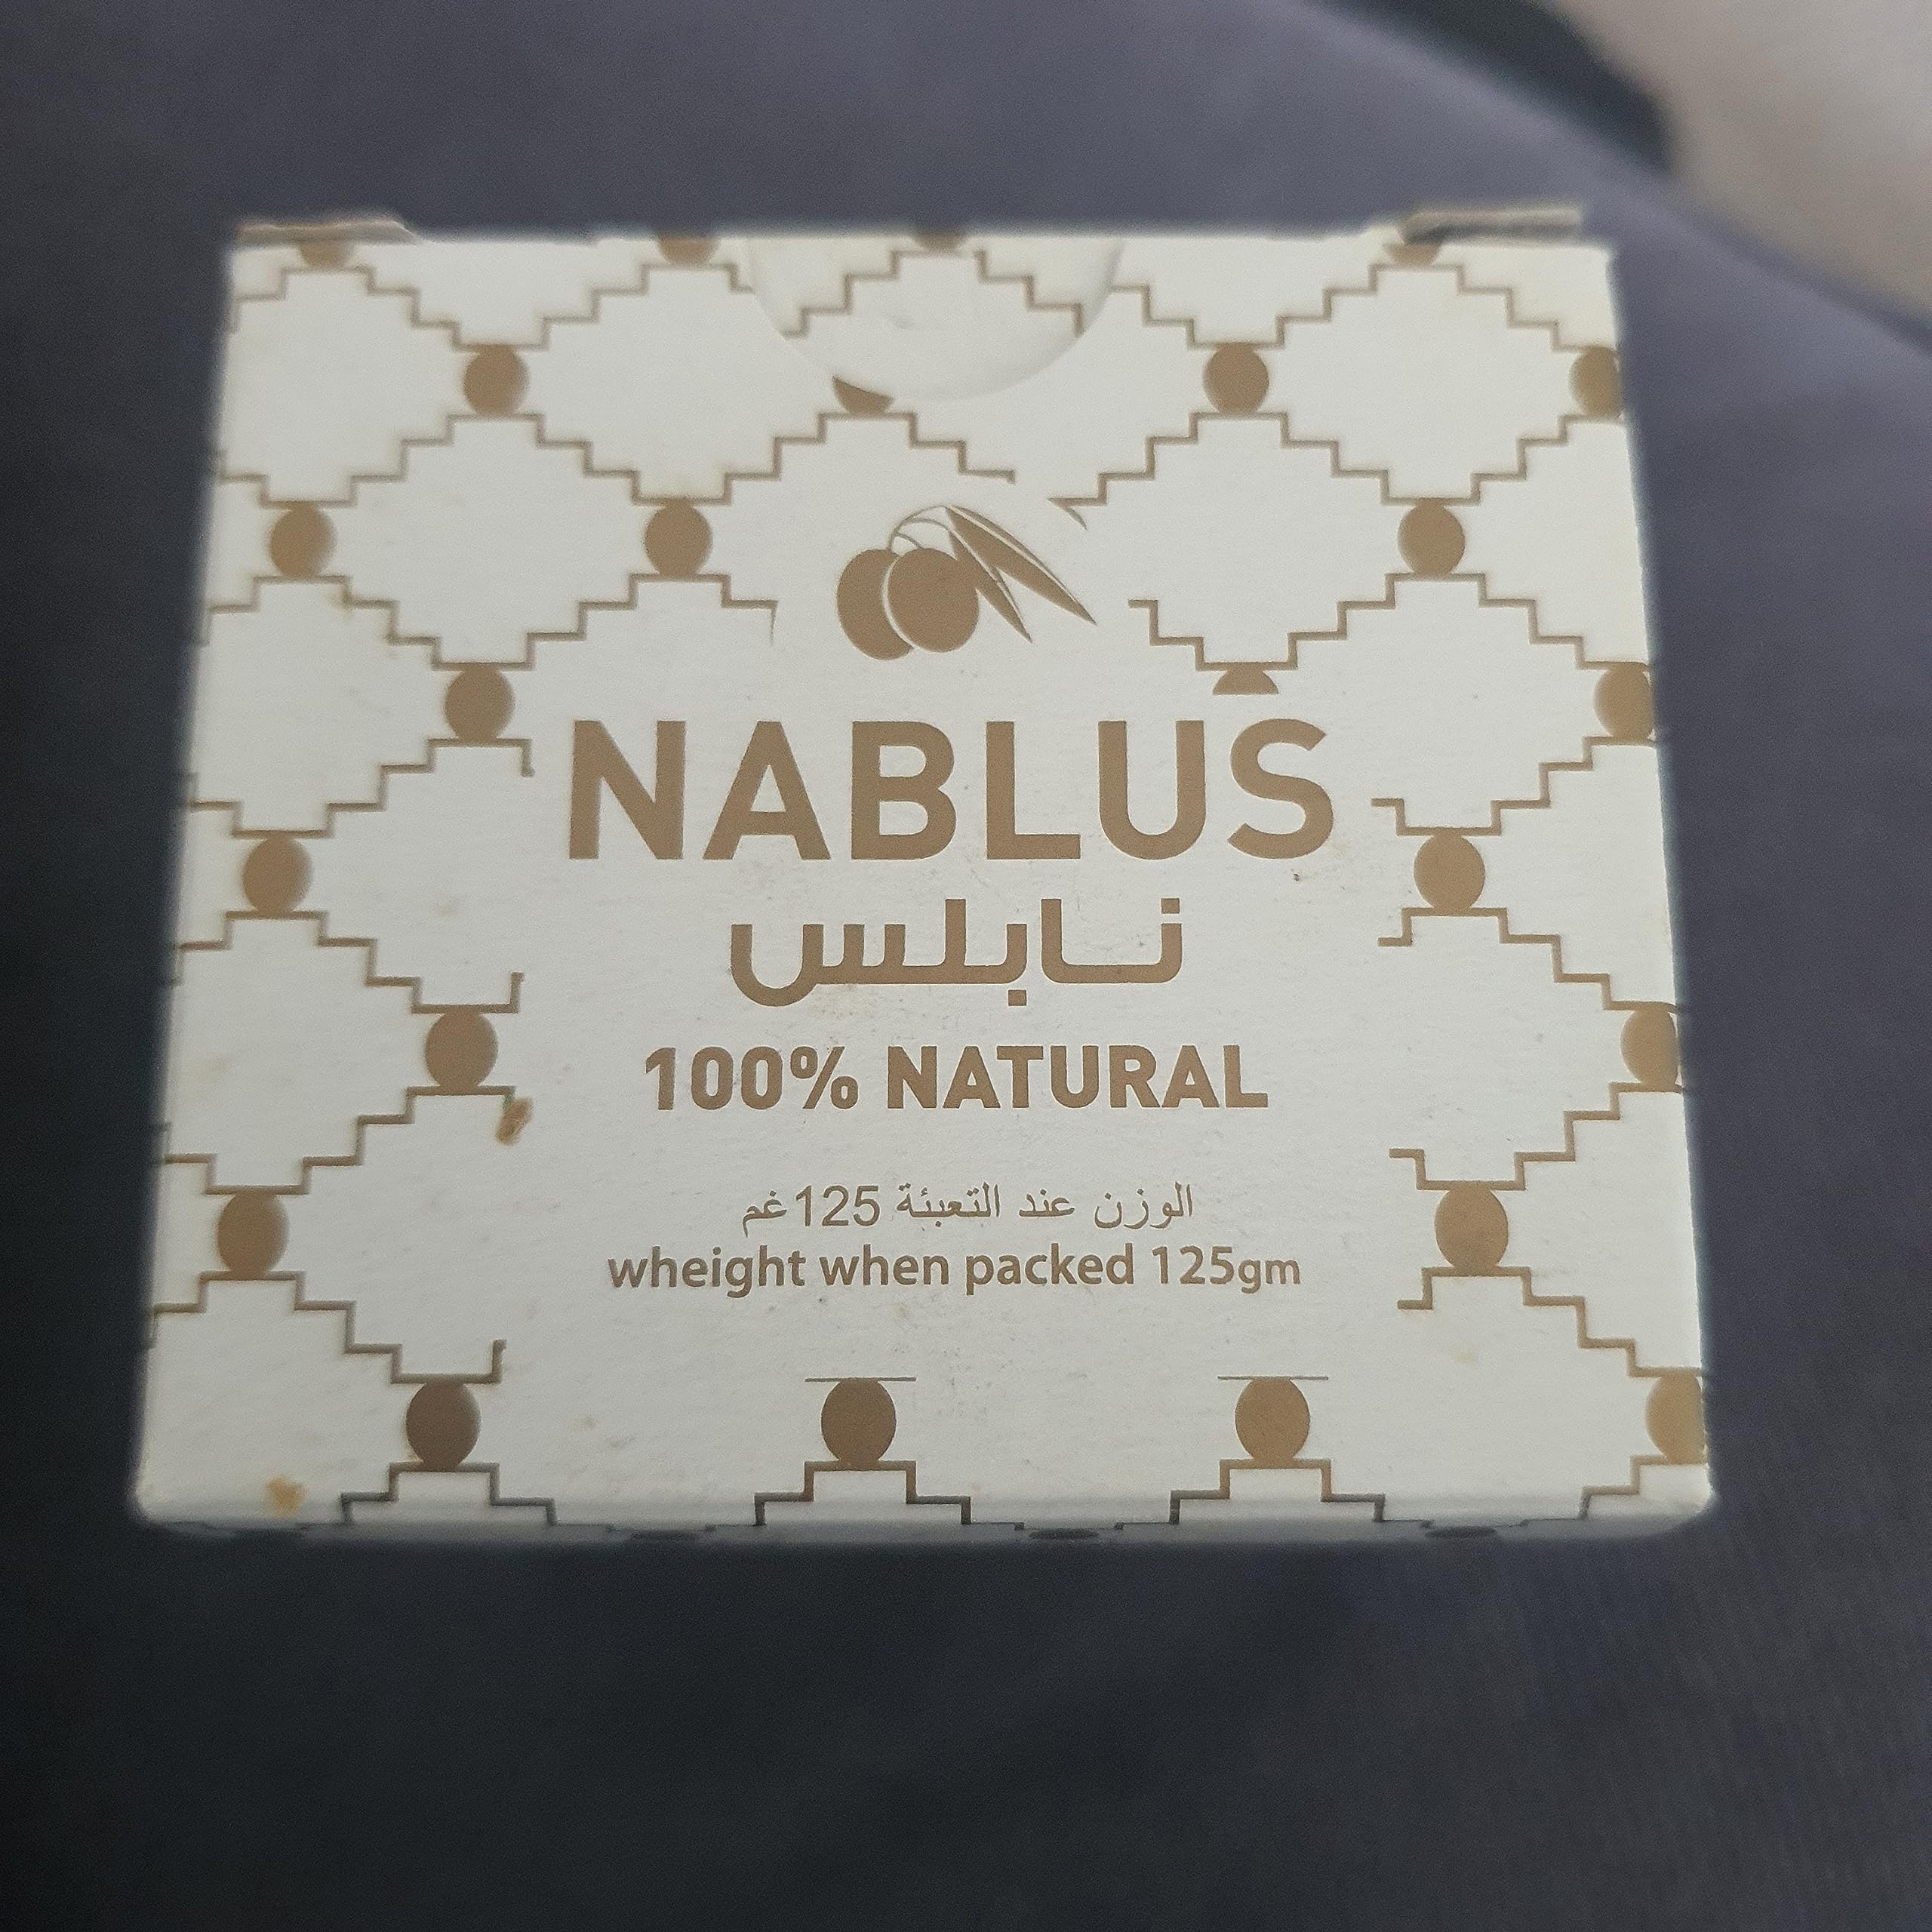 NABLUS
نابلس
100% NATURAL
الوزن عند التعبئة 125غم
wheight when packed 125gm